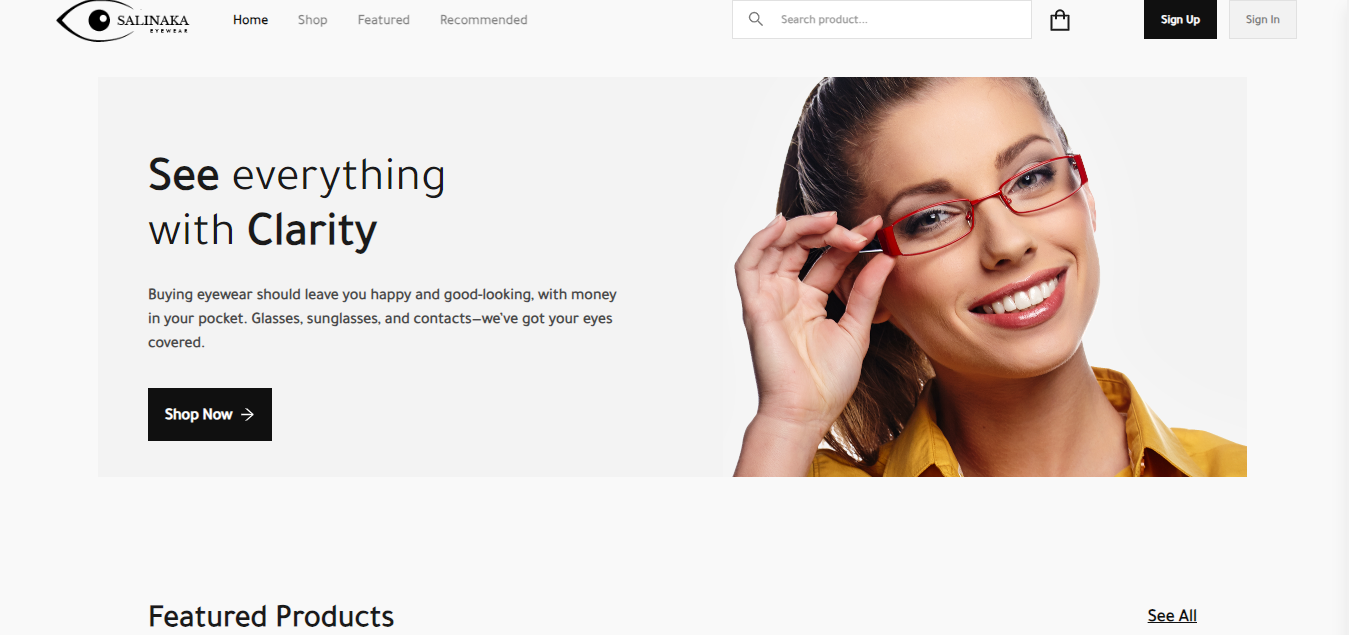 SALINAKA
EYEWEAR
Home
Shop
Featured
Recommended
Search product...
Sign Up
Sign In
See everything
with Clarity
Buying eyewear should leave you happy and good-looking, with money
in your pocket. Glasses, sunglasses, and contacts—we've got your eyes
covered.
Shop Now →
Featured Products
See All